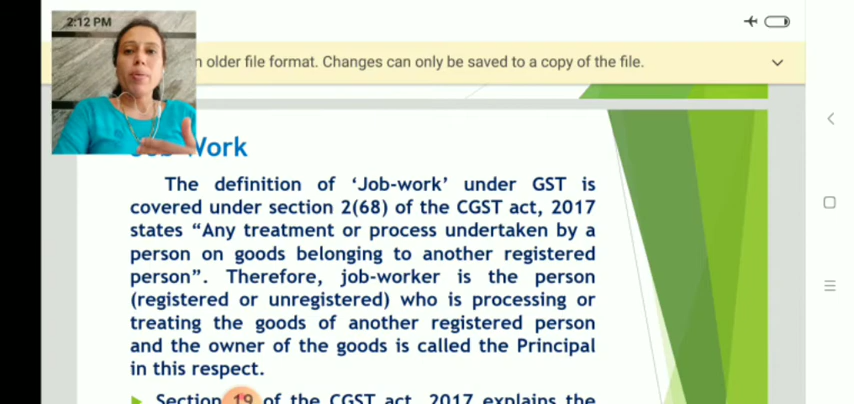 2:12 PM
n older file format. Changes can only be saved to a copy of the file.
Work
The definition of ‘Job-work’ under GST is
covered under section 2(68) of the CGST act, 2017
states “Any treatment or process undertaken by a
person on goods belonging to another registered
person”. Therefore, job-worker is the person
(registered or unregistered) who is processing or
treating the goods of another registered person
and the owner of the goods is called the Principal
in this respect.
Section 19 of the CGST act, 2017 explains the